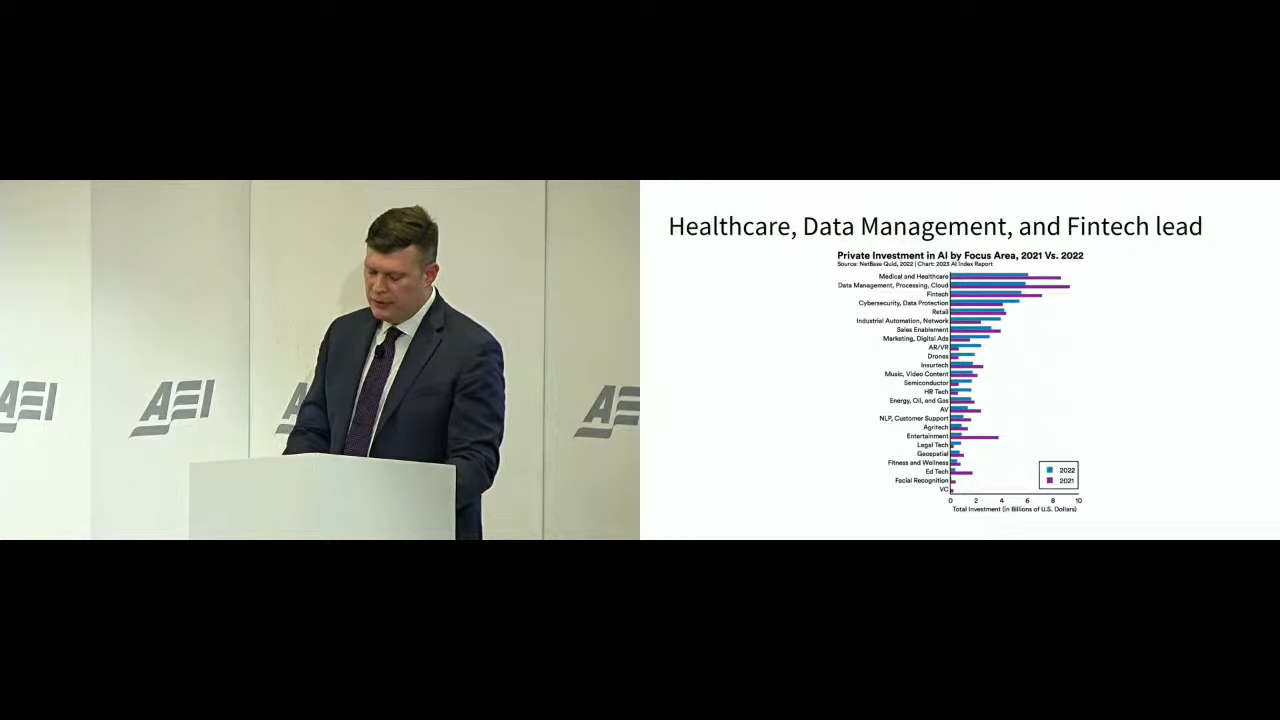 AEI
AEI
A
AE
Healthcare, Data Management, and Fintech lead
Private Investment in AI by Focus Area, 2021 Vs. 2022
Source: NetBase Quid, 2022 | Chart: 2023 AI Index Report
Medical and Healthcare
Data Management, Processing, Cloud
Fintech
Cybersecurity, Data Protection
Retail
Industrial Automation, Network
Sales Enablement
Marketing, Digital Ads
AR/VR
Drones
Insurtech
Music, Video Content
Semiconductor
HR Tech
Energy, Oil, and Gas
AV
NLP, Customer Support
Agritech
Entertainment
Legal Tech
Geospatial
Fitness and Wellness
Ed Tech
Facial Recognition
VC
2022
2021
0 2 4 6 8 10
Total Investment (in Billions of U.S. Dollars)